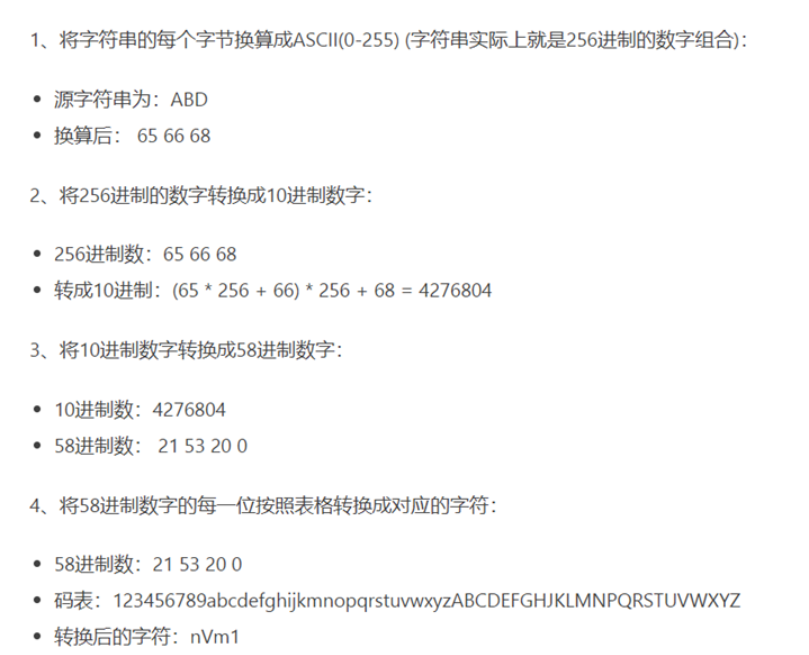 1、将字符串的每个字节换算成ASCII(0-255) (字符串实际上就是256进制的数字组合)：
• 源字符串为：ABD
• 换算后： 65 66 68
2、将256进制的数字转换成10进制数字：
• 256进制数：65 66 68
• 转成10进制：(65 * 256 + 66) * 256 + 68 = 4276804
3、将10进制数字转换成58进制数字：
• 10进制数：4276804
• 58进制数： 21 53 20 0
4、将58进制数字的每一位按照表格转换成对应的字符：
• 58进制数：21 53 20 0
• 码表：123456789abcdefghijkmnopqrstuvwxyzABCDEFGHJKLMNPQRSTUVWXYZ
• 转换后的字符：nVm1